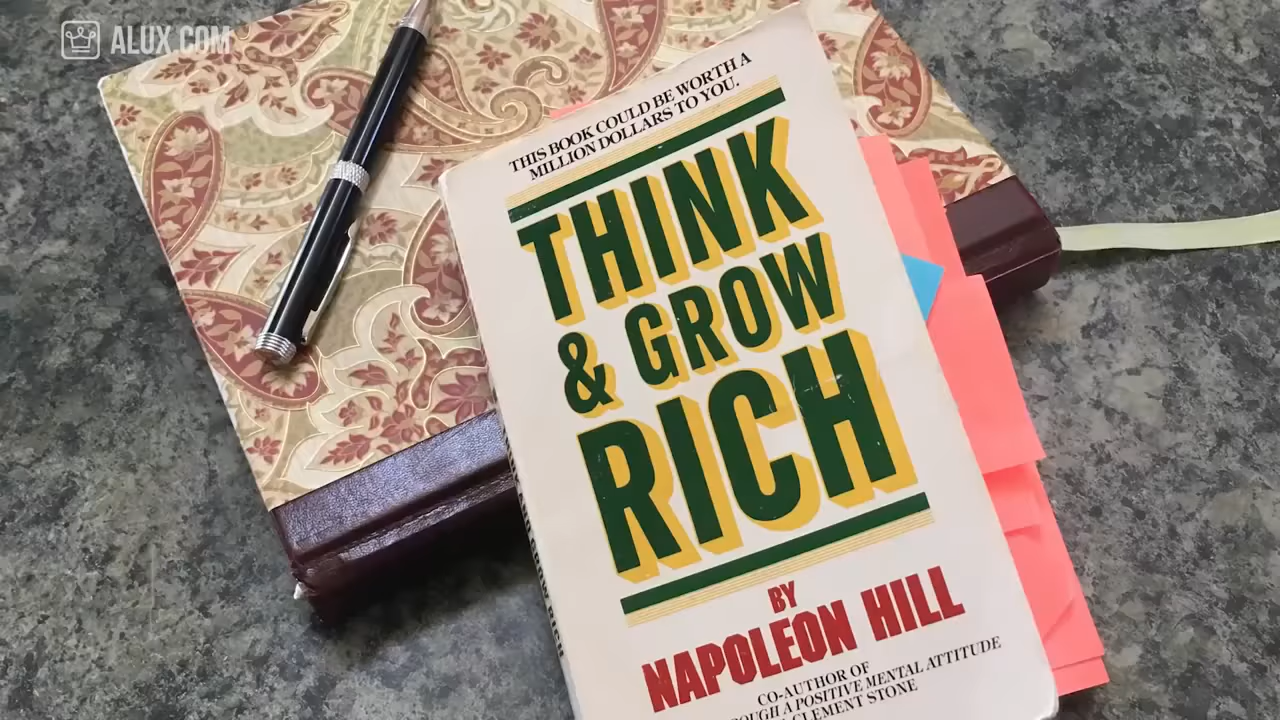 ALUX.COM
THIS BOOK COULD BE WORTH A
MILLION DOLLARS TO YOU.
THINK
& GROW
RICH
BY
NAPOLEON HILL
CO-AUTHOR OF
A POSITIVE MENTAL ATTITUDE
CLEMENT STONE